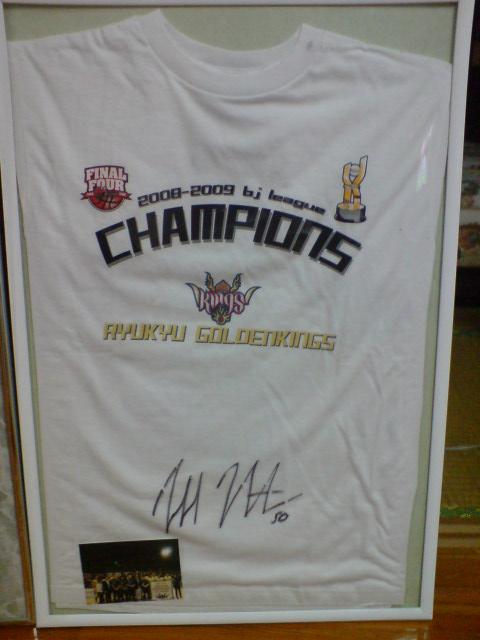 FINAL
FOUR
2008-2009 bj league
CHAMPIONS
KINGS
RYUKYU GOLDENKINGS
50